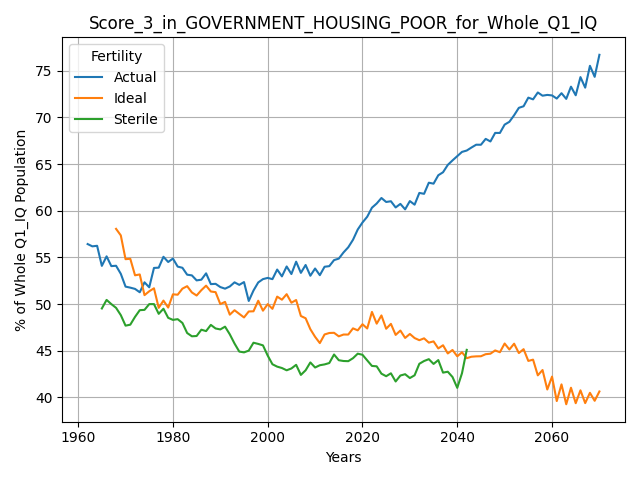 Score_3_in_GOVERNMENT_HOUSING_POOR_for_Whole_Q1_IQ
Fertility
Actual
Ideal
Sterile
% of Whole Q1_IQ Population
75
70
65
60
55
50
45
40
1960
1980
2000
2020
2040
2060
Years